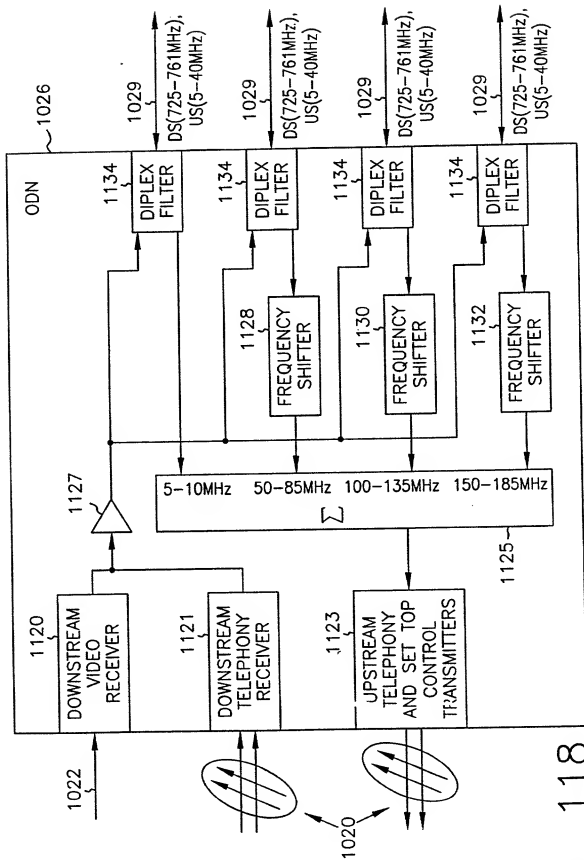 1026
ODN
1022
1120
DOWNSTREAM
VIDEO
RECEIVER
1121
DOWNSTREAM
TELEPHONY
RECEIVER
1020
1123
UPSTREAM
TELEPHONY
AND SET TOP
CONTROL
TRANSMITTERS
1127
5-10MHz
50-85MHz
100-135MHz
150-185MHz
Σ
1125
1128
FREQUENCY
SHIFTER
1130
FREQUENCY
SHIFTER
1132
FREQUENCY
SHIFTER
1134
DIPLEX
FILTER
1029
DS(725-761MHz),
US(5-40MHz)
1134
DIPLEX
FILTER
1029
DS(725-761MHz),
US(5-40MHz)
1134
DIPLEX
FILTER
1029
DS(725-761MHz),
US(5-40MHz)
1134
DIPLEX
FILTER
1029
DS(725-761MHz),
US(5-40MHz)
118